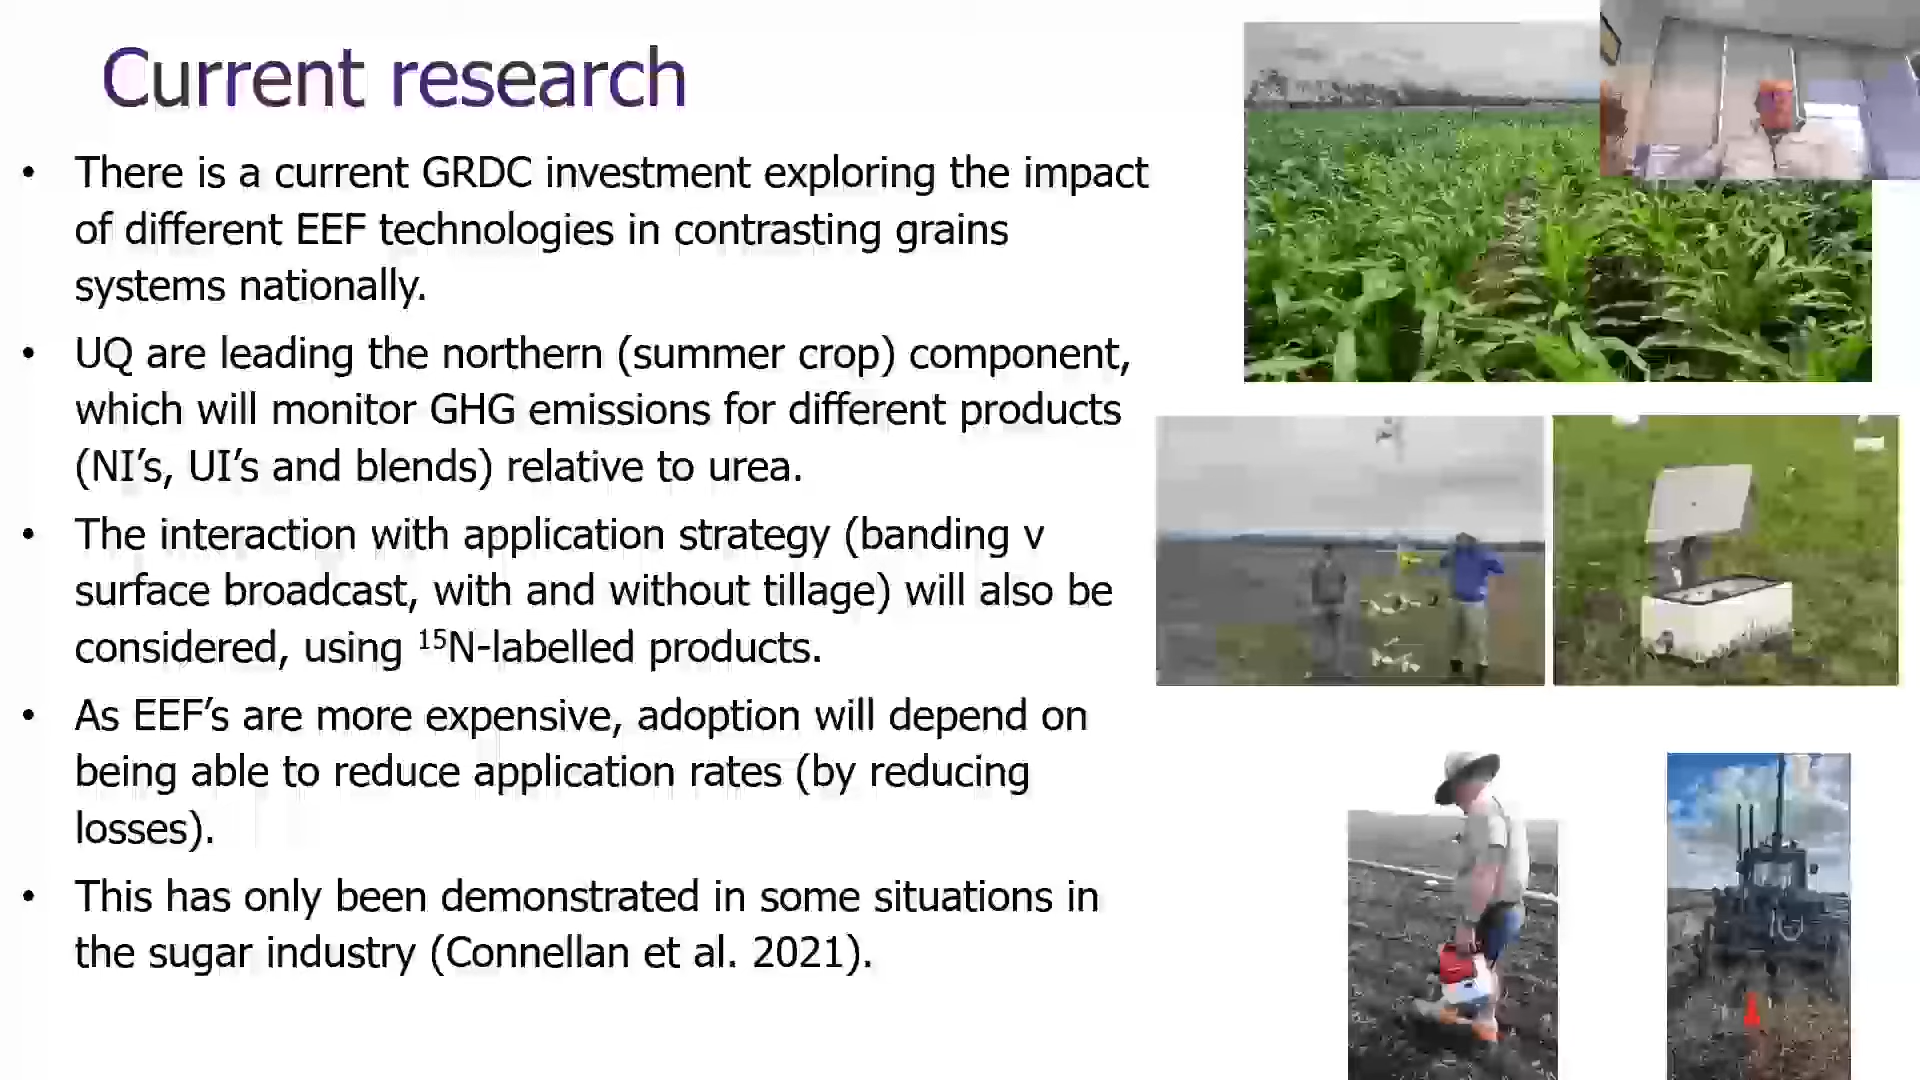 Current research
• There is a current GRDC investment exploring the impact
of different EEF technologies in contrasting grains
systems nationally.
• UQ are leading the northern (summer crop) component,
which will monitor GHG emissions for different products
(NI’s, UI’s and blends) relative to urea.
• The interaction with application strategy (banding v
surface broadcast, with and without tillage) will also be
considered, using ¹⁵N-labelled products.
• As EEF’s are more expensive, adoption will depend on
being able to reduce application rates (by reducing
losses).
• This has only been demonstrated in some situations in
the sugar industry (Connellan et al. 2021).